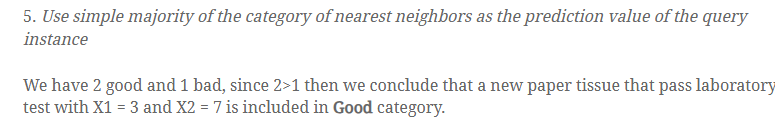 5. Use simple majority of the category of nearest neighbors as the prediction value of the query
instance
We have 2 good and 1 bad, since 2>1 then we conclude that a new paper tissue that pass laboratory
test with X1 = 3 and X2 = 7 is included in Good category.